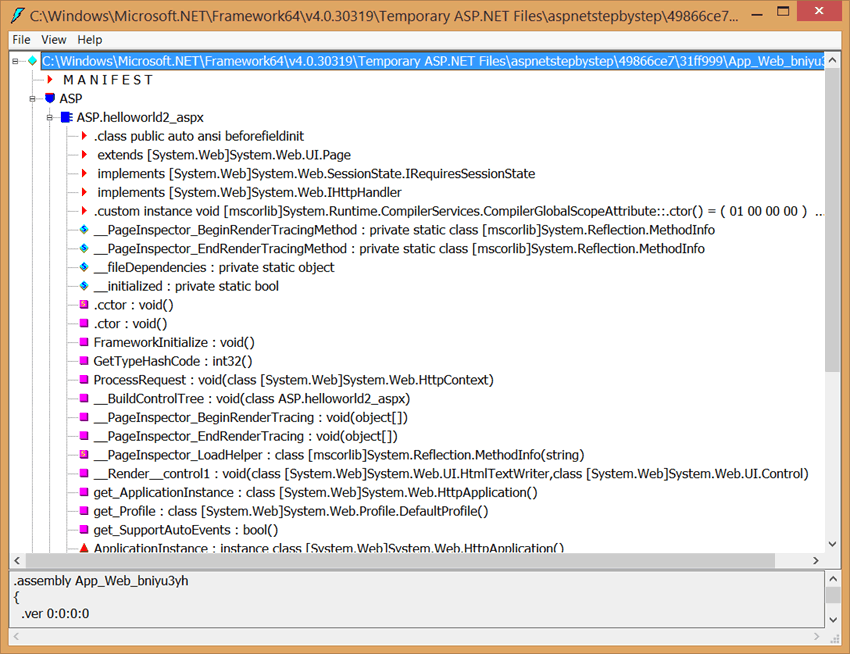 C:\Windows\Microsoft.NET\Framework64\v4.0.30319\Temporary ASP.NET Files\aspnetstepbystep\49866ce7...
File View Help
C:\Windows\Microsoft.NET\Framework64\v4.0.30319\Temporary ASP.NET Files\aspnetstepbystep\49866ce7\31ff999\App_Web_bniyu3
M A N I F E S T
ASP
ASP.helloworld2_aspx
.class public auto ansi beforefieldinit
extends [System.Web]System.Web.UI.Page
implements [System.Web]System.Web.SessionState.IRequiresSessionState
implements [System.Web]System.Web.IHttpHandler
.custom instance void [mscorlib]System.Runtime.CompilerServices.CompilerGlobalScopeAttribute::.ctor() = ( 01 00 00 00 ) ...
__PageInspector_BeginRenderTracingMethod : private static class [mscorlib]System.Reflection.MethodInfo
__PageInspector_EndRenderTracingMethod : private static class [mscorlib]System.Reflection.MethodInfo
__fileDependencies : private static object
__initialized : private static bool
.cctor : void()
.ctor : void()
FrameworkInitialize : void()
GetTypeHashCode : int32()
ProcessRequest : void(class [System.Web]System.Web.HttpContext)
__BuildControlTree : void(class ASP.helloworld2_aspx)
__PageInspector_BeginRenderTracing : void(object[])
__PageInspector_EndRenderTracing : void(object[])
__PageInspector_LoadHelper : class [mscorlib]System.Reflection.MethodInfo(string)
__Render__control1 : void(class [System.Web]System.Web.UI.HtmlTextWriter,class [System.Web]System.Web.UI.Control)
get_ApplicationInstance : class [System.Web]System.Web.HttpApplication()
get_Profile : class [System.Web]System.Web.Profile.DefaultProfile()
get_SupportAutoEvents : bool()
ApplicationInstance : instance class [System.Web]System.Web.HttpApplication()
.assembly App_Web_bniyu3yh
{
.ver 0:0:0:0